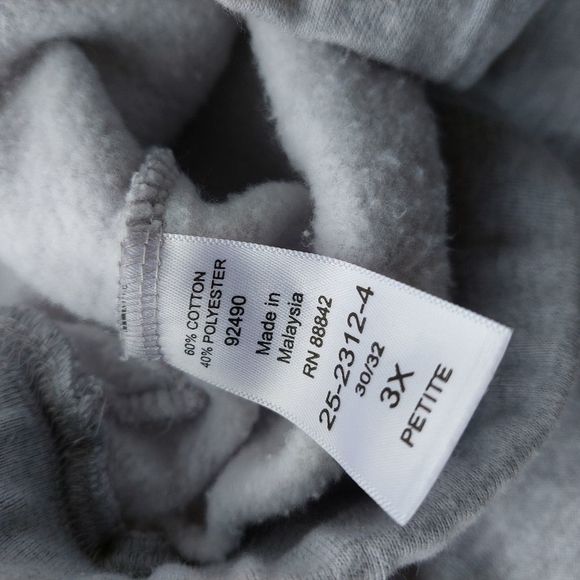 60% COTTON
40% POLYESTER
92490
Made in
Malaysia
RN 88842
25-2312-4
30/32
3X
PETITE